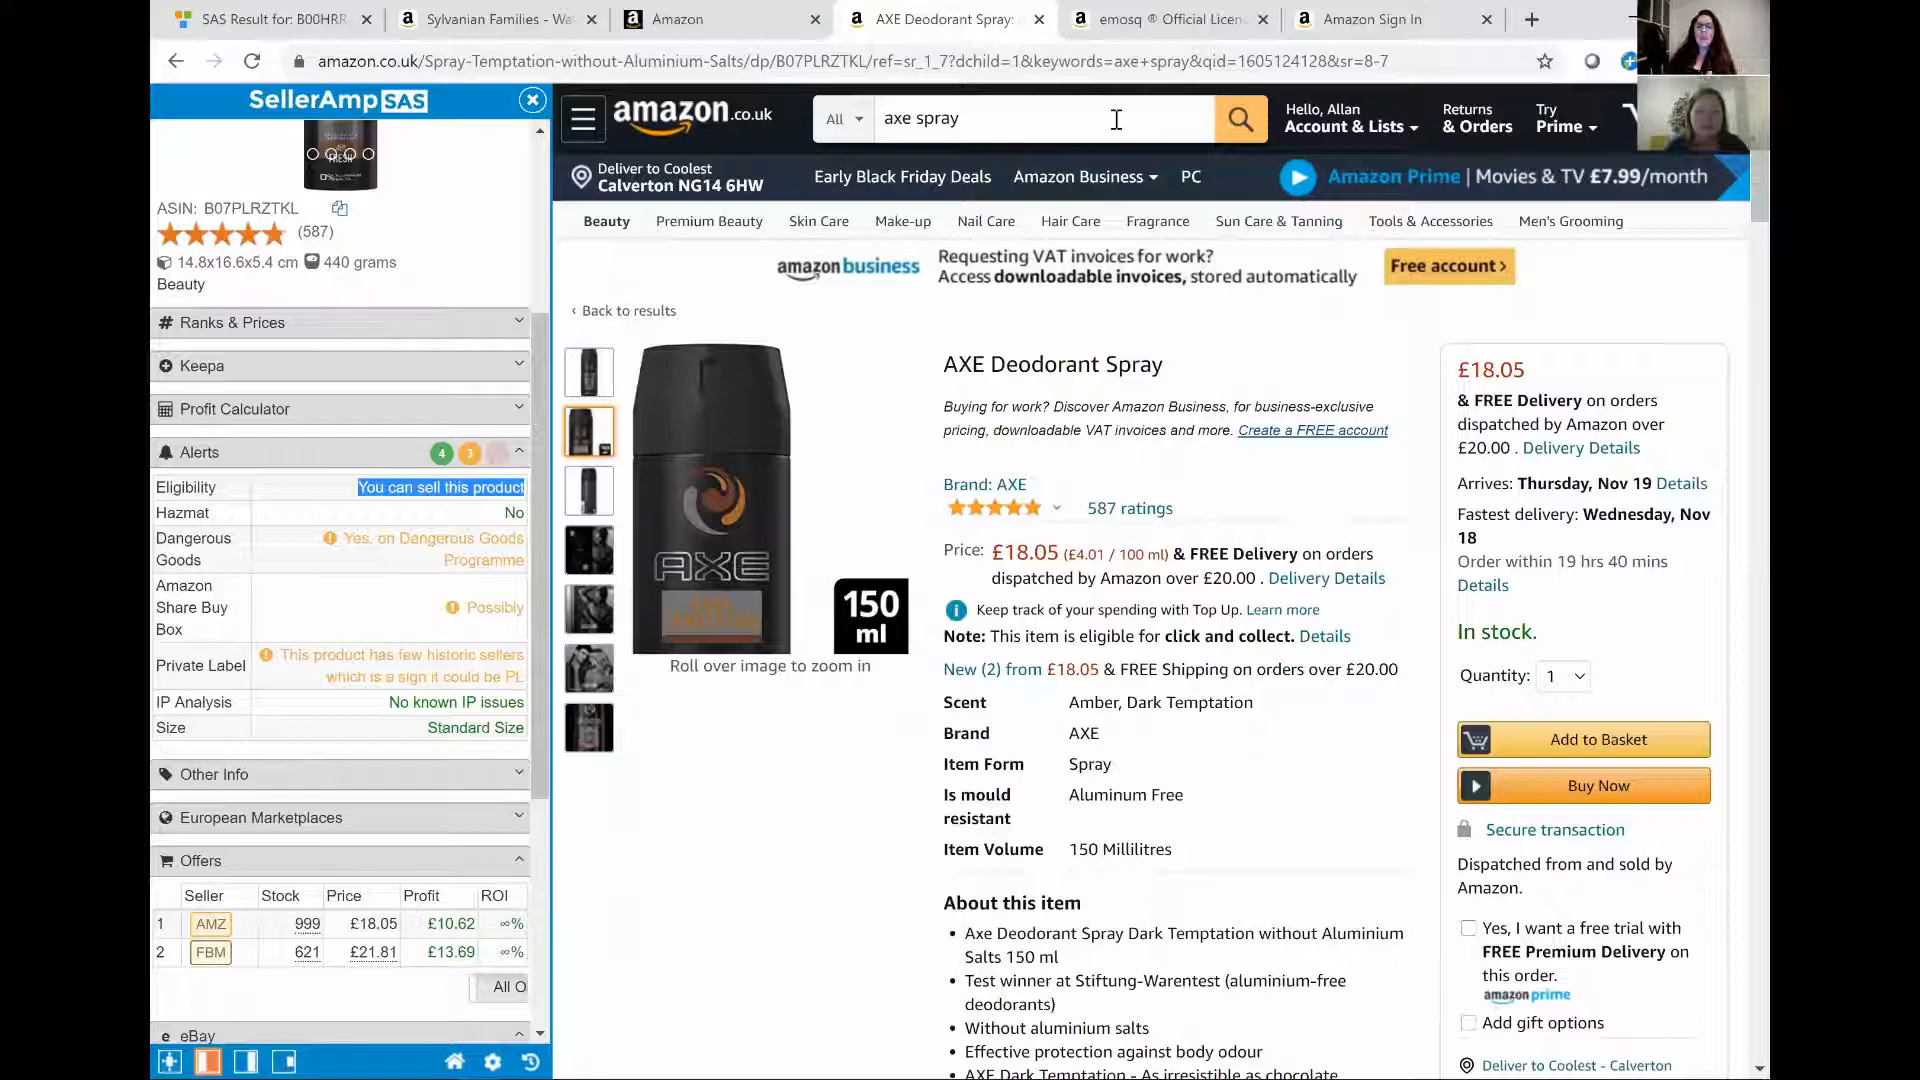 SAS Result for: B00HRR
Sylvanian Families - Wa
Amazon
AXE Deodorant Spray:
emosq ® Official Licen
Amazon Sign In
amazon.co.uk/Spray-Temptation-without-Aluminium-Salts/dp/B07PLRZTKL/ref=sr_1_7?dchild=1&keywords=axe+spray&qid=1605124128&sr=8-7
SellerAmp SAS
FRESH
0%
ASIN: B07PLRZTKL
(587)
14.8x16.6x5.4 cm 440 grams
Beauty
# Ranks & Prices
Keepa
Profit Calculator
Alerts 4 3
Eligibility You can sell this product
Hazmat No
Dangerous Goods Yes. on Dangerous Goods Programme
Amazon Share Buy Box Possibly
Private Label This product has few historic sellers which is a sign it could be PL
IP Analysis No known IP issues
Size Standard Size
Other Info
European Marketplaces
Offers
Seller Stock Price Profit ROI
1 AMZ 999 £18.05 £10.62 ∞%
2 FBM 621 £21.81 £13.69 ∞%
All O
e eBay
amazon.co.uk
All axe spray
Hello, Allan
Account & Lists
Returns
& Orders
Try
Prime
Deliver to Coolest
Calverton NG14 6HW
Early Black Friday Deals Amazon Business PC
Amazon Prime | Movies & TV £7.99/month
Beauty Premium Beauty Skin Care Make-up Nail Care Hair Care Fragrance Sun Care & Tanning Tools & Accessories Men's Grooming
amazon business
Requesting VAT invoices for work?
Access downloadable invoices, stored automatically
Free account ›
‹ Back to results
AXE
150
ml
Roll over image to zoom in
AXE Deodorant Spray
Buying for work? Discover Amazon Business, for business-exclusive
pricing, downloadable VAT invoices and more. Create a FREE account
Brand: AXE
587 ratings
Price: £18.05 (£4.01 / 100 ml) & FREE Delivery on orders
dispatched by Amazon over £20.00 . Delivery Details
Keep track of your spending with Top Up. Learn more
Note: This item is eligible for click and collect. Details
New (2) from £18.05 & FREE Shipping on orders over £20.00
Scent Amber, Dark Temptation
Brand AXE
Item Form Spray
Is mould resistant Aluminum Free
Item Volume 150 Millilitres
About this item
• Axe Deodorant Spray Dark Temptation without Aluminium
Salts 150 ml
• Test winner at Stiftung-Warentest (aluminium-free
deodorants)
• Without aluminium salts
• Effective protection against body odour
• AXE Dark Temptation - As irresistible as chocolate
£18.05
& FREE Delivery on orders
dispatched by Amazon over
£20.00 . Delivery Details
Arrives: Thursday, Nov 19 Details
Fastest delivery: Wednesday, Nov
18
Order within 19 hrs 40 mins
Details
In stock.
Quantity: 1
Add to Basket
Buy Now
Secure transaction
Dispatched from and sold by
Amazon.
Yes, I want a free trial with
FREE Premium Delivery on
this order.
amazon prime
Add gift options
Deliver to Coolest - Calverton